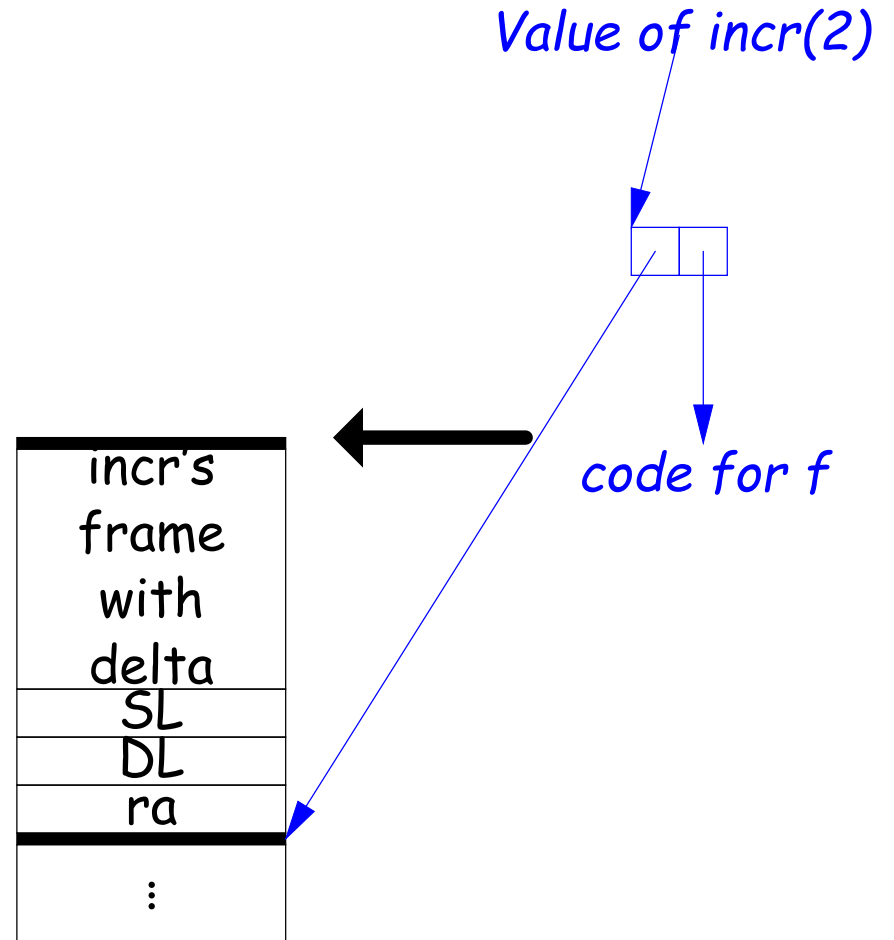 Value of incr(2)
code for f
incr's
frame
with
delta
SL
DL
ra
⋮